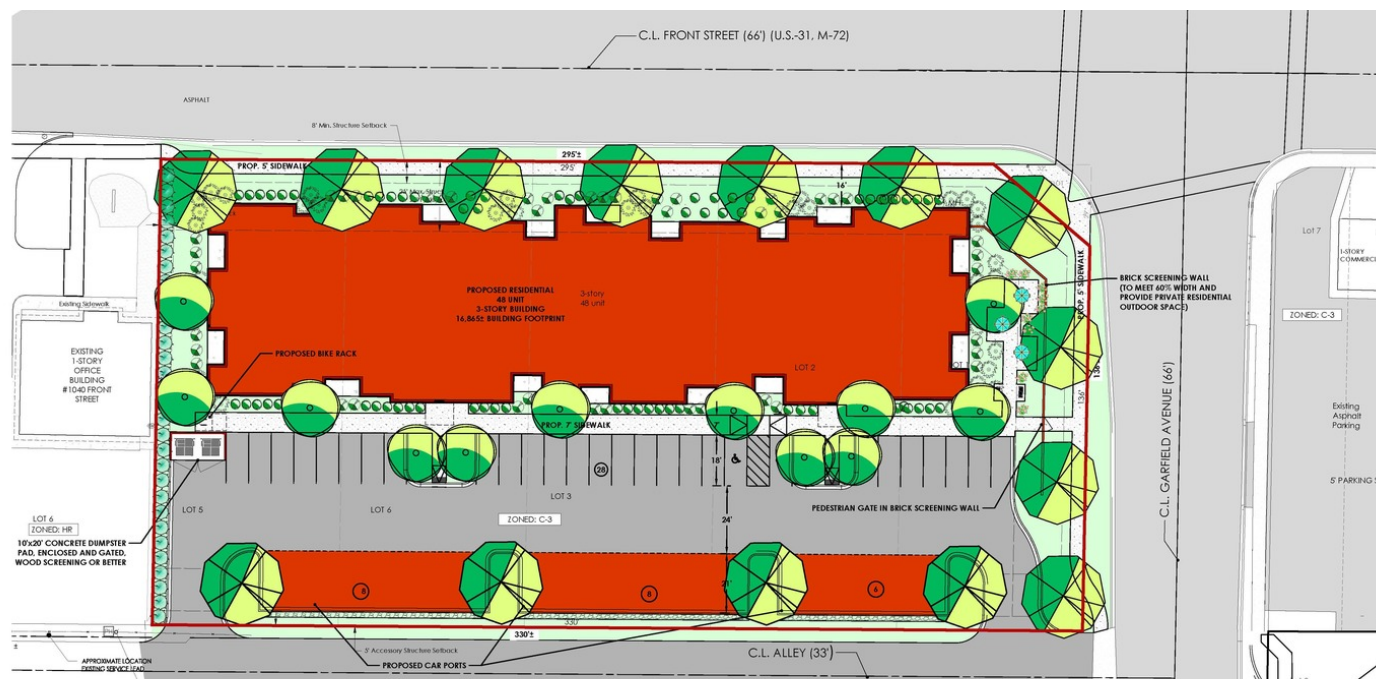 C.L. FRONT STREET (66') (U.S.-31, M-72)
ASPHALT
8' Min. Structure Setback
295'±
295'
PROP. 5' SIDEWALK
16'
Lot 7
1-STORY
COMMERCI
BRICK SCREENING WALL
(TO MEET 60% WIDTH AND
PROVIDE PRIVATE RESIDENTIAL
OUTDOOR SPACE)
PROP. 5' SIDEWALK
ZONED: C-3
PROPOSED RESIDENTIAL
48 UNIT
3-STORY BUILDING
16,865± BUILDING FOOTPRINT
3-story
48 unit
Existing Sidewalk
EXISTING
1-STORY
OFFICE
BUILDING
#1040 FRONT
STREET
PROPOSED BIKE RACK
LOT 2
C.L. GARFIELD AVENUE (66')
136'
Existing
Asphalt
Parking
PROP. 7' SIDEWALK
7'
18'
28
5' PARKING S
LOT 3
LOT 5
LOT 6
ZONED: C-3
PEDESTRIAN GATE IN BRICK SCREENING WALL
LOT 6
ZONED: HR
10'x20' CONCRETE DUMPSTER
PAD, ENCLOSED AND GATED,
WOOD SCREENING OR BETTER
24'
21'
8
8
6
330'
330'±
5' Accessory Structure Setback
PROPOSED CAR PORTS
C.L. ALLEY (33')
APPROXIMATE LOCATION
EXISTING SERVICE LEAD